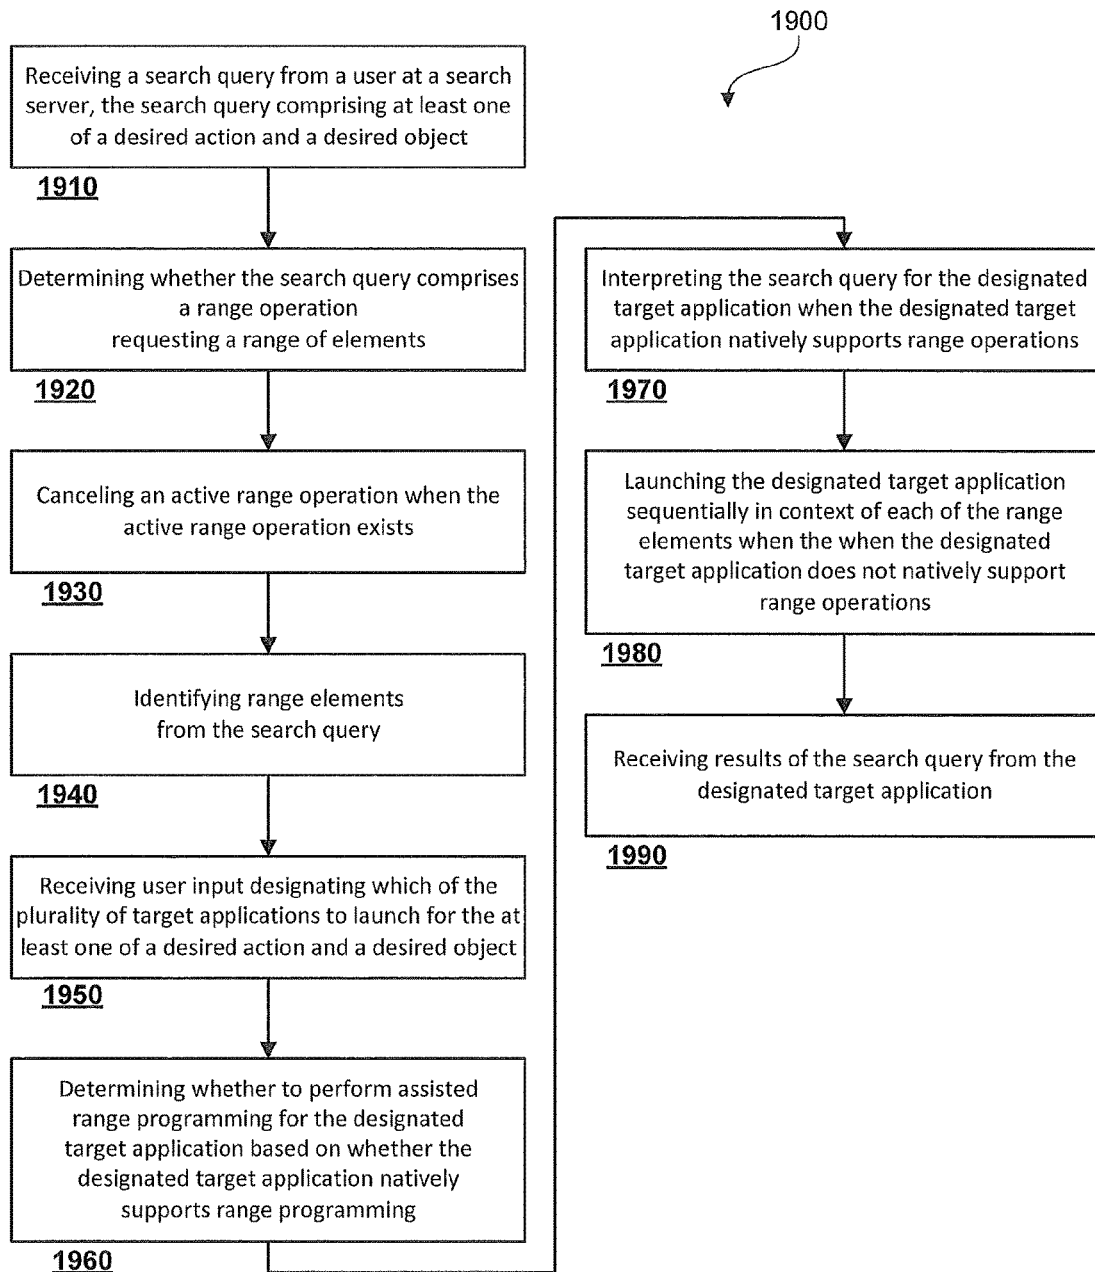 1900
Receiving a search query from a user at a search
server, the search query comprising at least one
of a desired action and a desired object
1910
Determining whether the search query comprises
a range operation
requesting a range of elements
1920
Canceling an active range operation when the
active range operation exists
1930
Identifying range elements
from the search query
1940
Receiving user input designating which of the
plurality of target applications to launch for the at
least one of a desired action and a desired object
1950
Determining whether to perform assisted
range programming for the designated
target application based on whether the
designated target application natively
supports range programming
1960
Interpreting the search query for the designated
target application when the designated target
application natively supports range operations
1970
Launching the designated target application
sequentially in context of each of the range
elements when the when the designated
target application does not natively support
range operations
1980
Receiving results of the search query from the
designated target application
1990